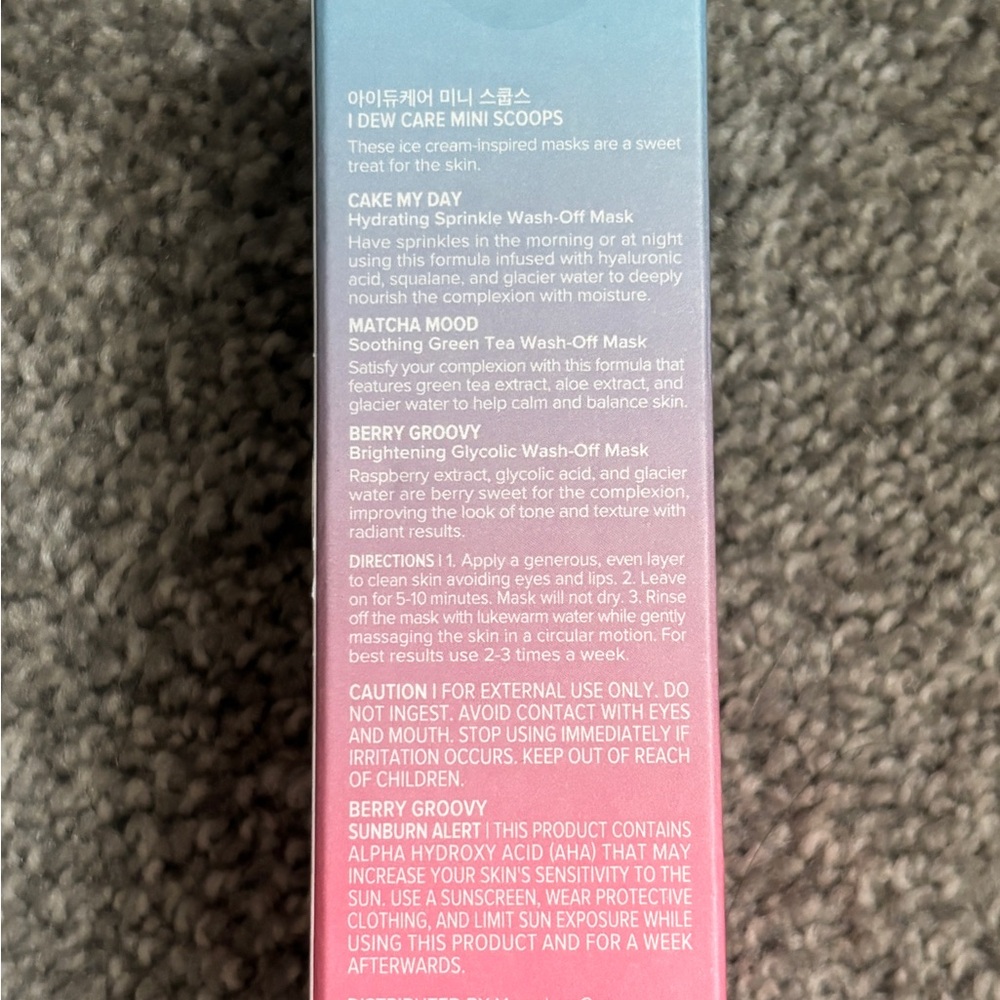 아이듀케어 미니 스쿱스
I DEW CARE MINI SCOOPS
These ice cream-inspired masks are a sweet
treat for the skin.
CAKE MY DAY
Hydrating Sprinkle Wash-Off Mask
Have sprinkles in the morning or at night
using this formula infused with hyaluronic
acid, squalane, and glacier water to deeply
nourish the complexion with moisture.
MATCHA MOOD
Soothing Green Tea Wash-Off Mask
Satisfy your complexion with this formula that
features green tea extract, aloe extract, and
glacier water to help calm and balance skin.
BERRY GROOVY
Brightening Glycolic Wash-Off Mask
Raspberry extract, glycolic acid, and glacier
water are berry sweet for the complexion,
improving the look of tone and texture with
radiant results.
DIRECTIONS | 1. Apply a generous, even layer
to clean skin avoiding eyes and lips. 2. Leave
on for 5-10 minutes. Mask will not dry. 3. Rinse
off the mask with lukewarm water while gently
massaging the skin in a circular motion. For
best results use 2-3 times a week.
CAUTION | FOR EXTERNAL USE ONLY. DO
NOT INGEST. AVOID CONTACT WITH EYES
AND MOUTH. STOP USING IMMEDIATELY IF
IRRITATION OCCURS. KEEP OUT OF REACH
OF CHILDREN.
BERRY GROOVY
SUNBURN ALERT | THIS PRODUCT CONTAINS
ALPHA HYDROXY ACID (AHA) THAT MAY
INCREASE YOUR SKIN'S SENSITIVITY TO THE
SUN. USE A SUNSCREEN, WEAR PROTECTIVE
CLOTHING, AND LIMIT SUN EXPOSURE WHILE
USING THIS PRODUCT AND FOR A WEEK
AFTERWARDS.